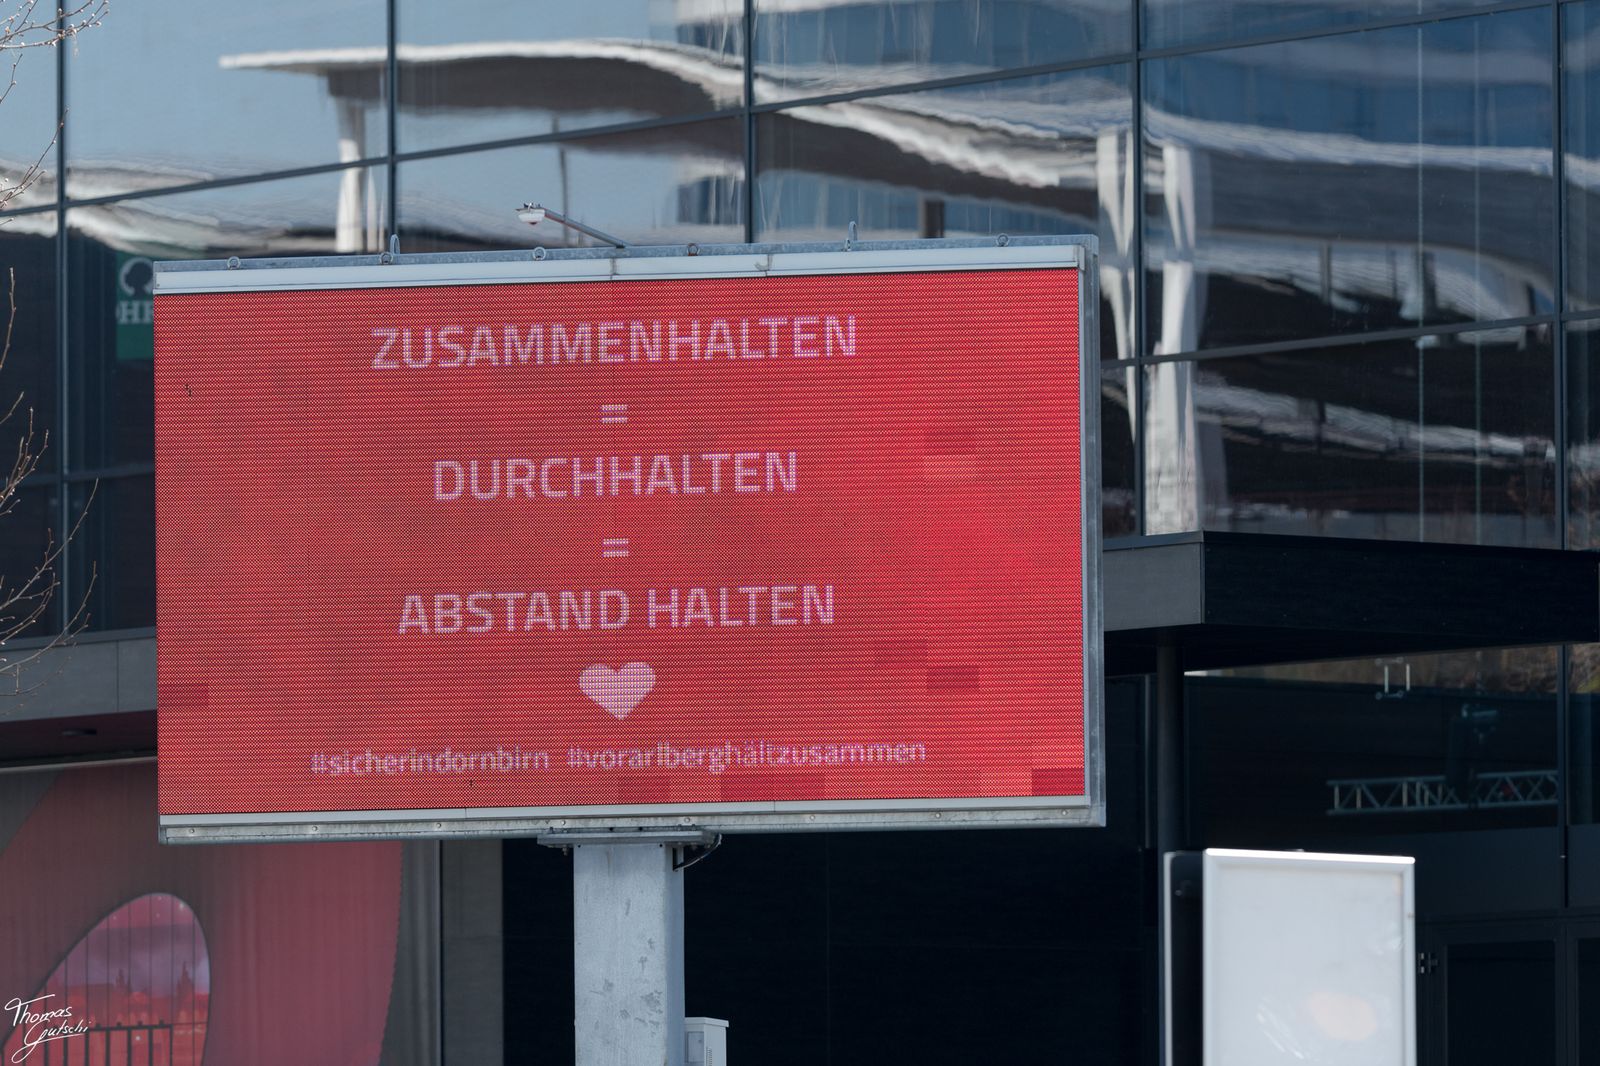 ZUSAMMENHALTEN
=
DURCHHALTEN
=
ABSTAND HALTEN
#sicherindornbirn #vorarlberghältzusammen
Thomas
Gutschi